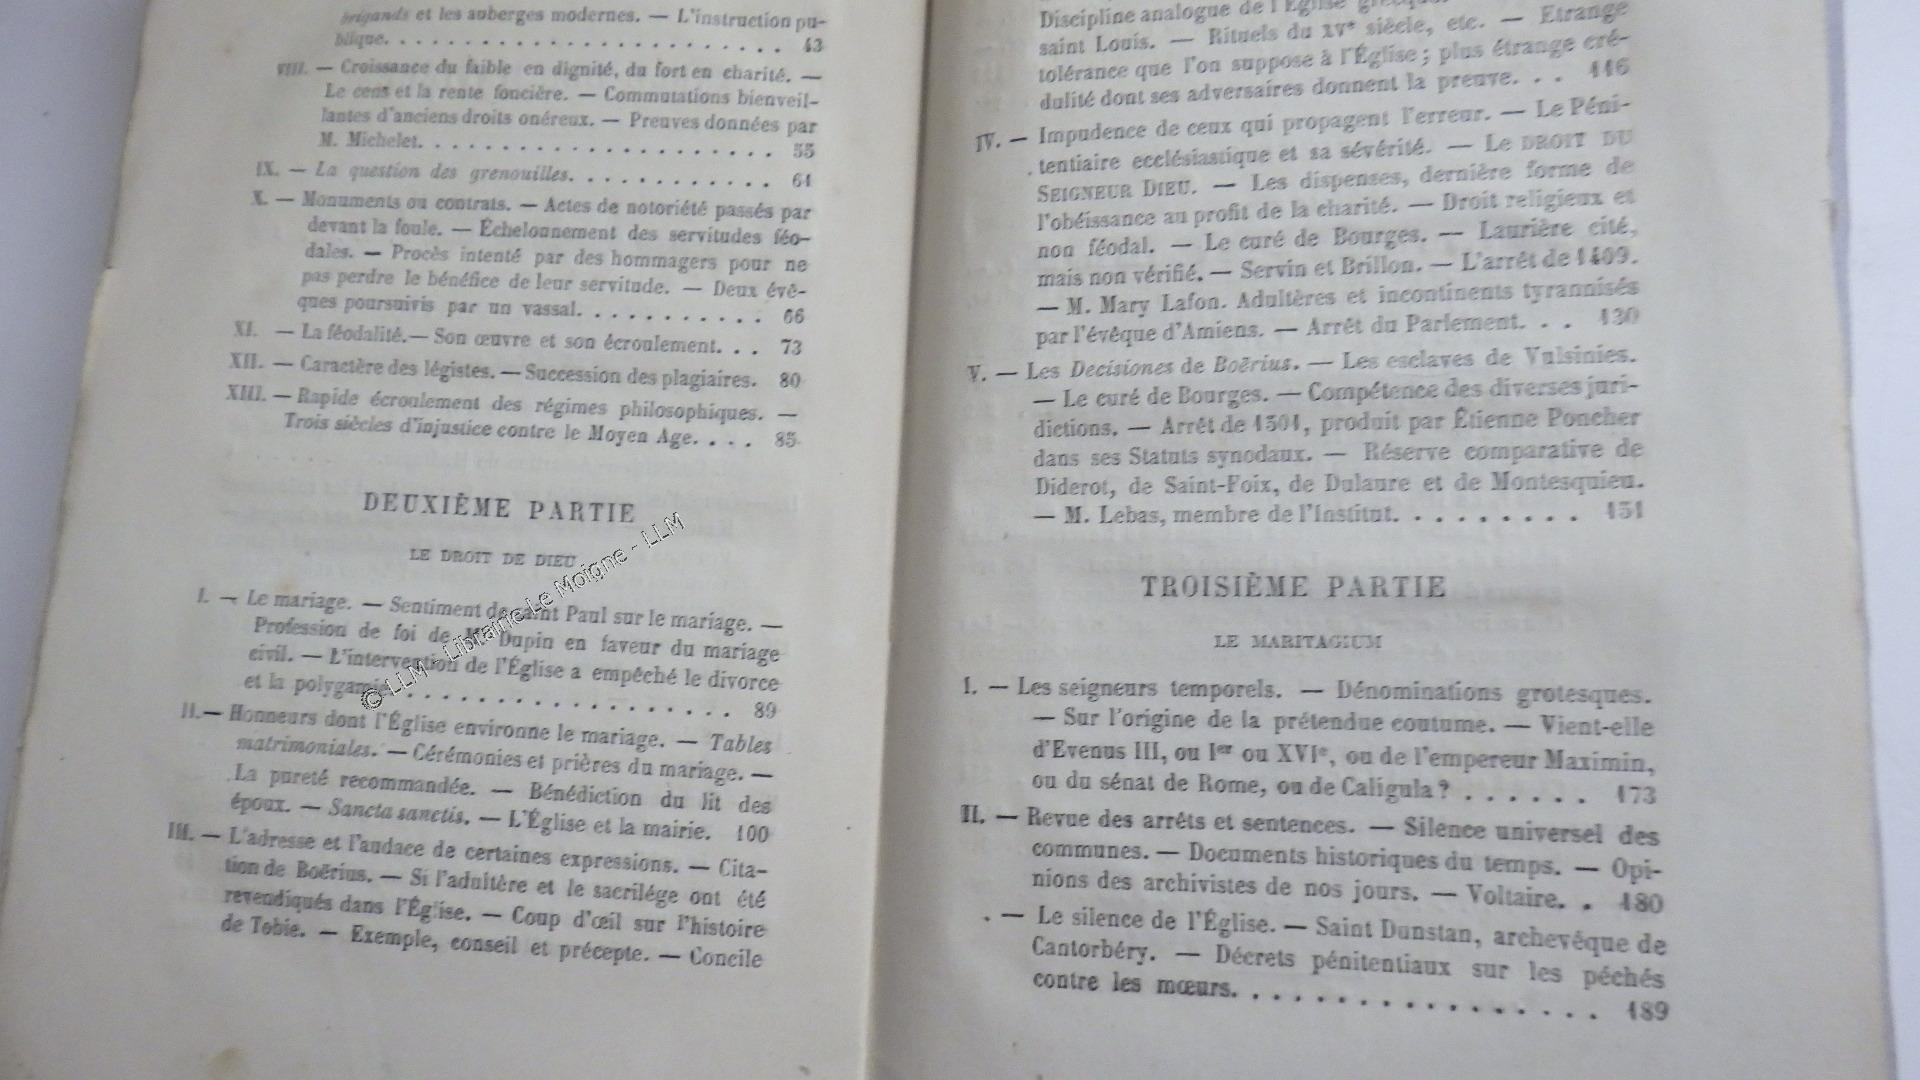 brigands et les auberges modernes. — L'instruction pu-
blique. . . . . . . . . . . . . . . . . . . . . . . 43
VIII. — Croissance du faible en dignité, du fort en charité. —
Le cens et la rente foncière. — Commutations bienveil-
lantes d'anciens droits onéreux. — Preuves données par
M. Michelet. . . . . . . . . . . . . . . . . . . . . 55
IX. — La question des grenouilles. . . . . . . . . . . . 61
X. — Monuments ou contrats. — Actes de notoriété passés par
devant la foule. — Échelonnement des servitudes féo-
dales. — Procès intenté par des hommagers pour ne
pas perdre le bénéfice de leur servitude. — Deux évê-
ques poursuivis par un vassal. . . . . . . . . . . 66
XI. — La féodalité. — Son œuvre et son écroulement. . . 73
XII. — Caractère des légistes. — Succession des plagiaires. 80
XIII. — Rapide écroulement des régimes philosophiques. —
Trois siècles d'injustice contre le Moyen Age. . . . 85
DEUXIÈME PARTIE
LE DROIT DE DIEU
I. — Le mariage. — Sentiment de saint Paul sur le mariage. —
Profession de foi de Mr Dupin en faveur du mariage
civil. — L'intervention de l'Église a empêché le divorce
et la polygamie. . . . . . . . . . . . . . . . . . 89
II. — Honneurs dont l'Église environne le mariage. — Tables
matrimoniales. — Cérémonies et prières du mariage. —
La pureté recommandée. — Bénédiction du lit des
époux. — Sancta sanctis. — L'Église et la mairie. 100
III. — L'adresse et l'audace de certaines expressions. — Cita-
tion de Boërius. — Si l'adultère et le sacrilége ont été
revendiqués dans l'Église. — Coup d'œil sur l'histoire
de Tobie. — Exemple, conseil et précepte. — Concile
© LLM - Librairie Le Moigne - LLM
Discipline analogue de l'Église grecque.
saint Louis. — Rituels du XVe siècle, etc. — Etrange
tolérance que l'on suppose à l'Église ; plus étrange cré-
dulité dont ses adversaires donnent la preuve. . . 116
IV. — Impudence de ceux qui propagent l'erreur. — Le Péni-
tentiaire ecclésiastique et sa sévérité. — Le DROIT DU
SEIGNEUR DIEU. — Les dispenses, dernière forme de
l'obéissance au profit de la charité. — Droit religieux et
non féodal. — Le curé de Bourges. — Laurière cité,
mais non vérifié. — Servin et Brillon. — L'arrêt de 1409.
— M. Mary Lafon. Adultères et incontinents tyrannisés
par l'évêque d'Amiens. — Arrêt du Parlement. . . 130
V. — Les Decisiones de Boërius. — Les esclaves de Vulsinies.
— Le curé de Bourges. — Compétence des diverses juri-
dictions. — Arrêt de 1501, produit par Étienne Poncher
dans ses Statuts synodaux. — Réserve comparative de
Diderot, de Saint-Foix, de Dulaure et de Montesquieu.
— M. Lebas, membre de l'Institut. . . . . . . . . . 151
TROISIÈME PARTIE
LE MARITAGIUM
I. — Les seigneurs temporels. — Dénominations grotesques.
— Sur l'origine de la prétendue coutume. — Vient-elle
d'Evenus III, ou Ier ou XVIe, ou de l'empereur Maximin,
ou du sénat de Rome, ou de Caligula ? . . . . . . 173
II. — Revue des arrêts et sentences. — Silence universel des
communes. — Documents historiques du temps. — Opi-
nions des archivistes de nos jours. — Voltaire. . 180
. — Le silence de l'Église. — Saint Dunstan, archevêque de
Cantorbéry. — Décrets pénitentiaux sur les péchés
contre les mœurs. . . . . . . . . . . . . . . . . . 189